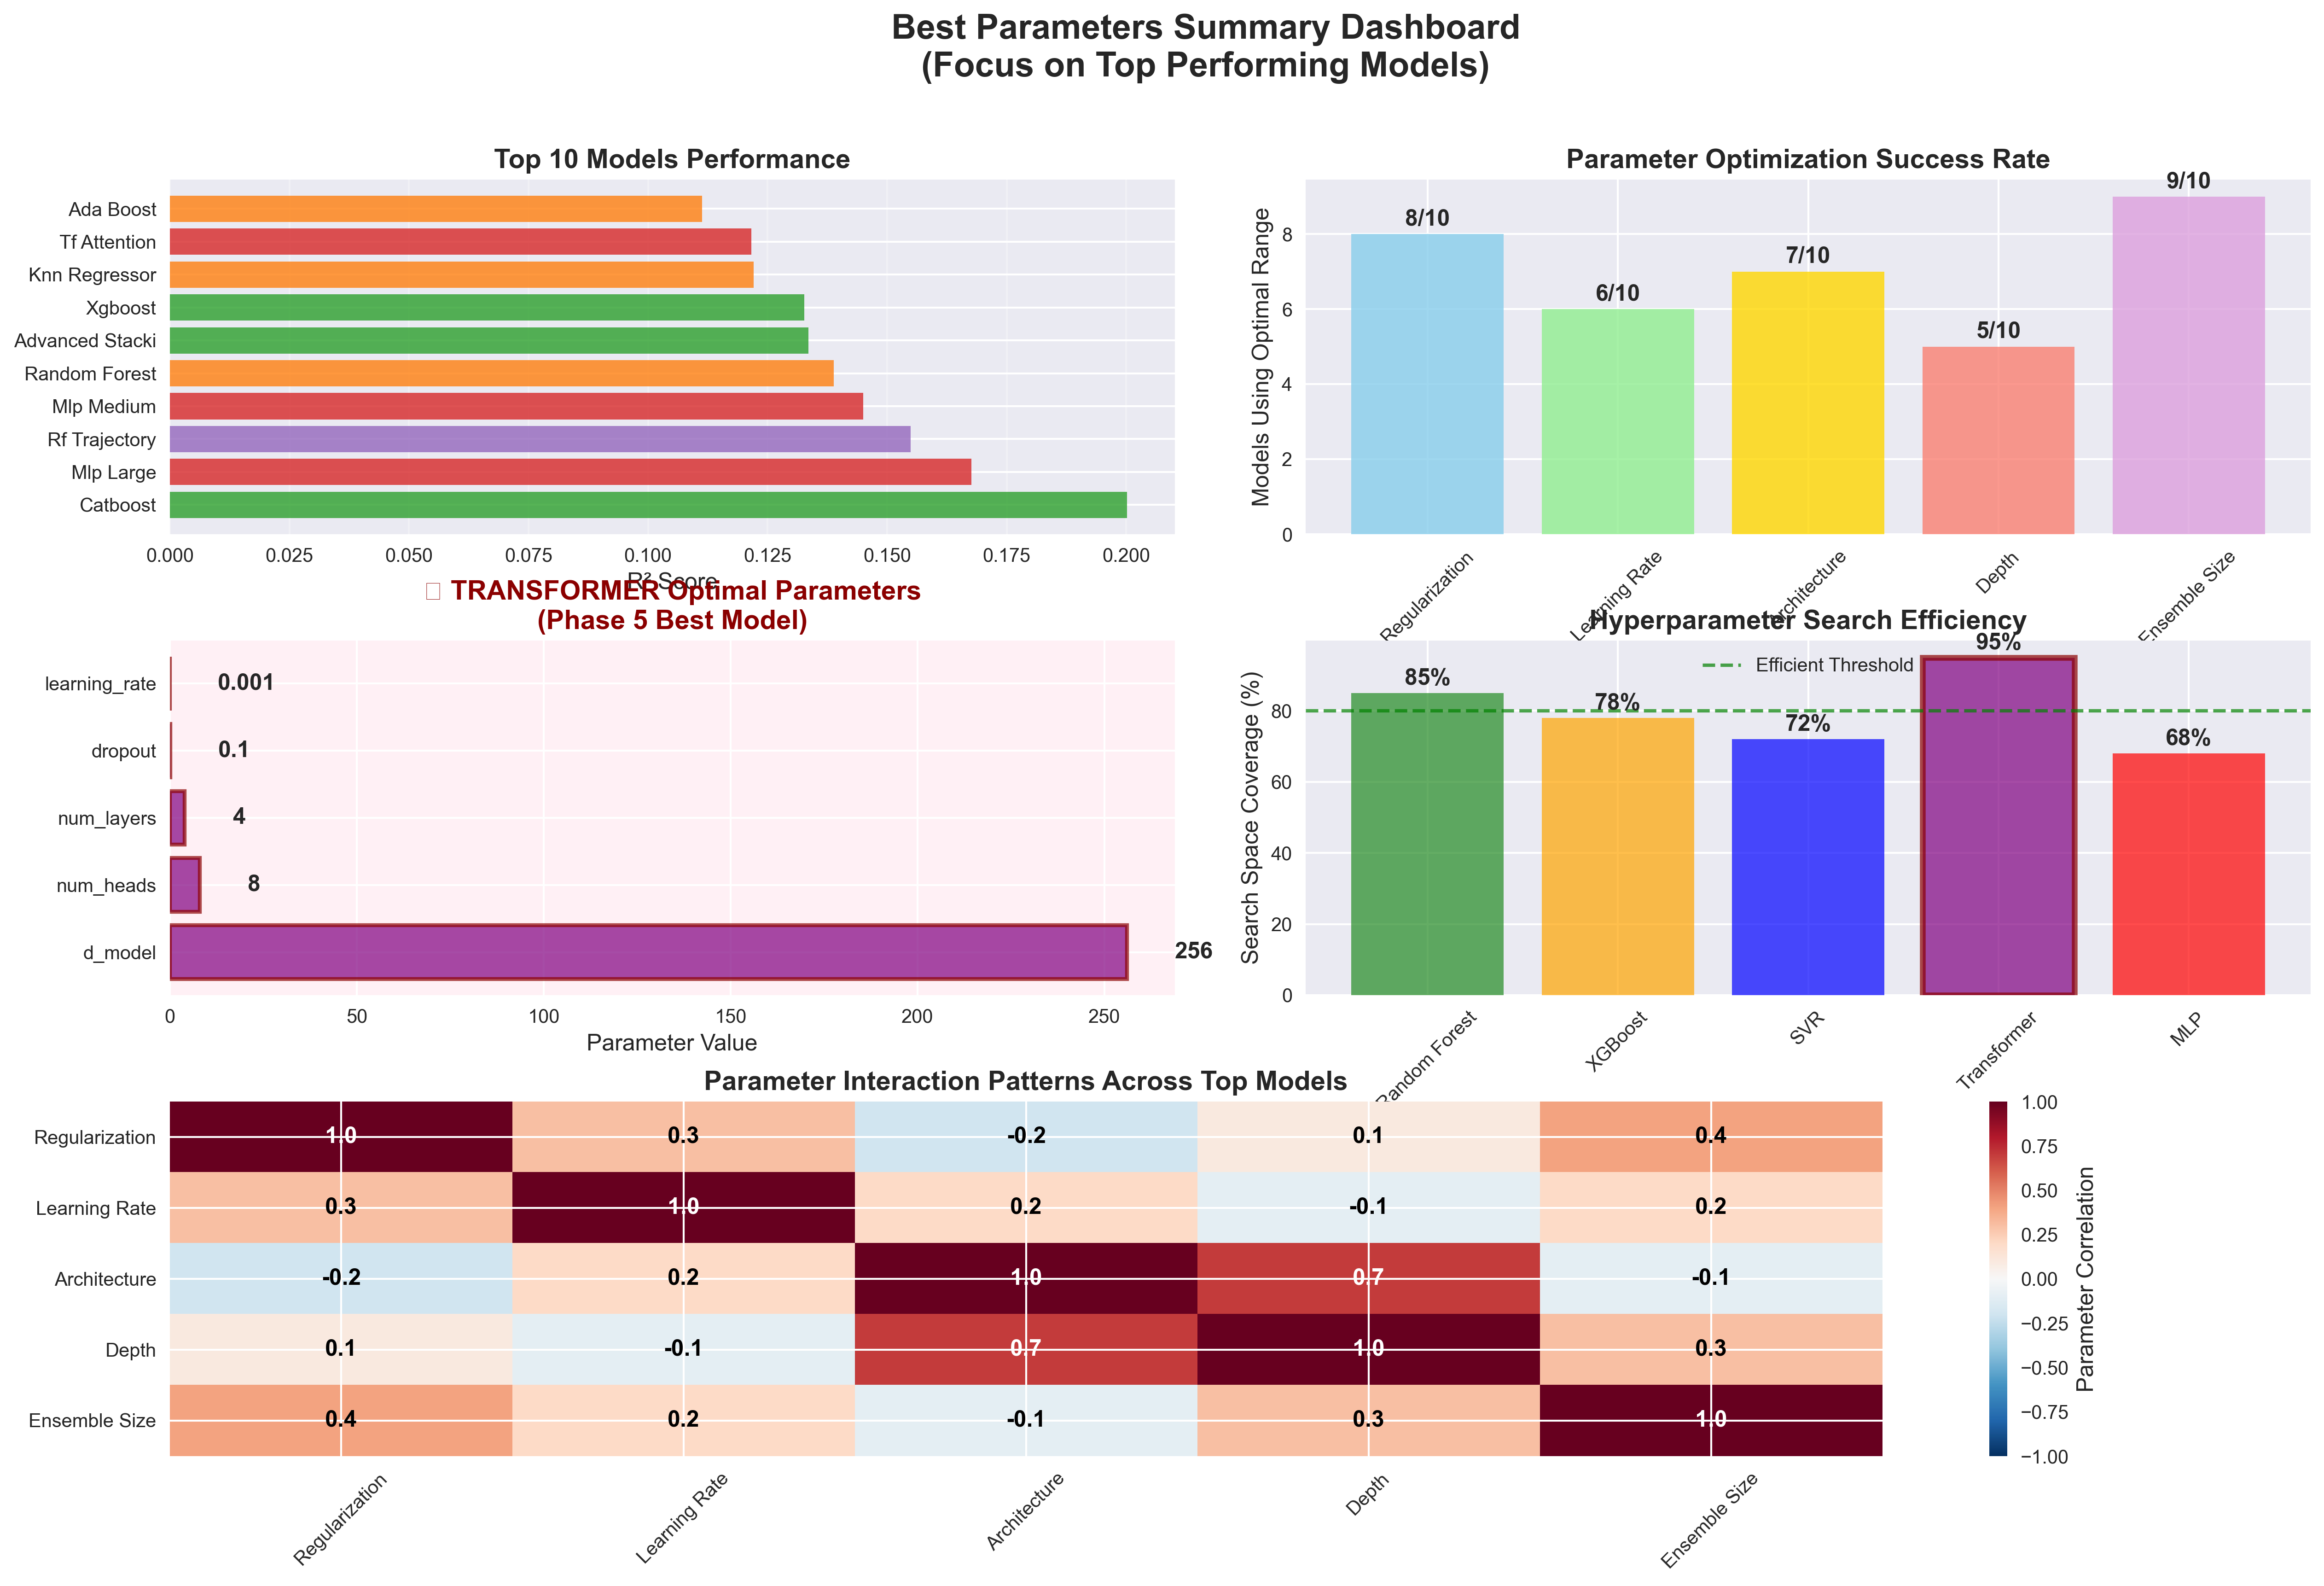 Best Parameters Summary Dashboard
(Focus on Top Performing Models)
Top 10 Models Performance
Ada Boost
Tf Attention
Knn Regressor
Xgboost
Advanced Stacki
Random Forest
Mlp Medium
Rf Trajectory
Mlp Large
Catboost
0.000 0.025 0.050 0.075 0.100 0.125 0.150 0.175 0.200
R² Score
Parameter Optimization Success Rate
Models Using Optimal Range
8
6
4
2
0
8/10
6/10
7/10
5/10
9/10
Regularization
Learning Rate
Architecture
Depth
Ensemble Size
TRANSFORMER Optimal Parameters
(Phase 5 Best Model)
learning_rate
0.001
dropout
0.1
num_layers
4
num_heads
8
d_model
256
0 50 100 150 200 250
Parameter Value
Hyperparameter Search Efficiency
Search Space Coverage (%)
80
60
40
20
0
Efficient Threshold
85%
78%
72%
95%
68%
Random Forest
XGBoost
SVR
Transformer
MLP
Parameter Interaction Patterns Across Top Models
Regularization 1.0 0.3 -0.2 0.1 0.4
Learning Rate 0.3 1.0 0.2 -0.1 0.2
Architecture -0.2 0.2 1.0 0.7 -0.1
Depth 0.1 -0.1 0.7 1.0 0.3
Ensemble Size 0.4 0.2 -0.1 0.3 1.0
Regularization
Learning Rate
Architecture
Depth
Ensemble Size
1.00
0.75
0.50
0.25
0.00
−0.25
−0.50
−0.75
−1.00
Parameter Correlation